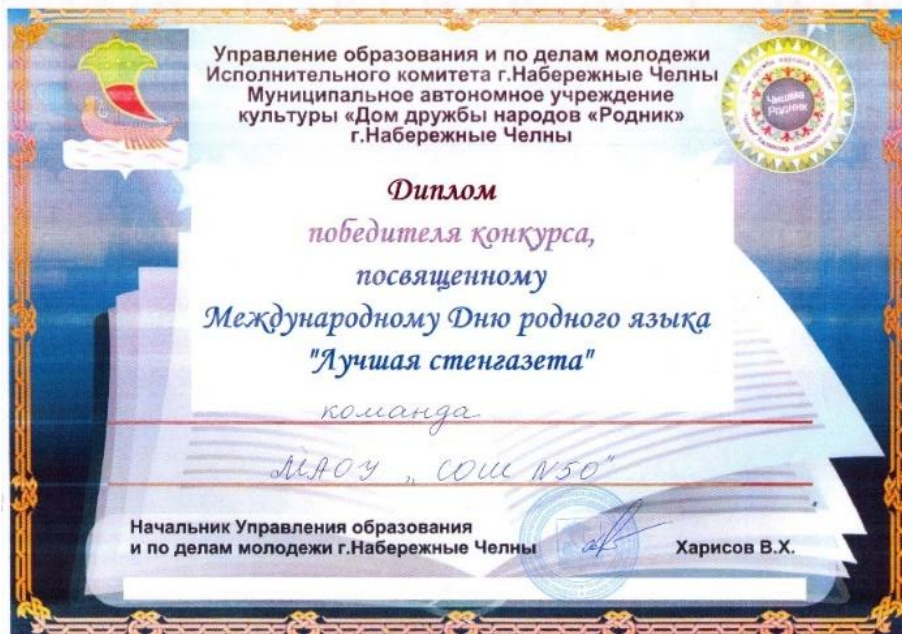 Управление образования и по делам молодежи
Исполнительного комитета г.Набережные Челны
Муниципальное автономное учреждение
культуры «Дом дружбы народов «Родник»
г.Набережные Челны
Чишмә
Родник
Диплом
победителя конкурса,
посвященному
Международному Дню родного языка
"Лучшая стенгазета"
команда
МАОУ „СОШ N50"
Начальник Управления образования
и по делам молодежи г.Набережные Челны
Харисов В.Х.